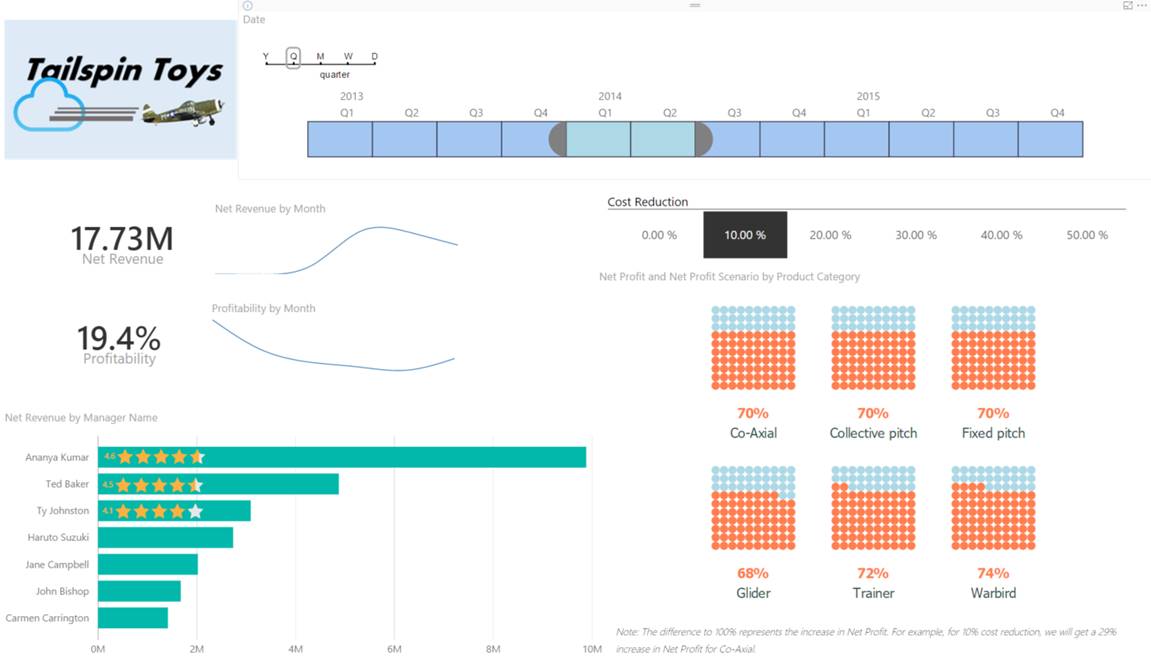 Date
Tailspin Toys
Y Q M W D
quarter
2013 2014 2015
Q1 Q2 Q3 Q4 Q1 Q2 Q3 Q4 Q1 Q2 Q3 Q4
17.73M
Net Revenue
Net Revenue by Month
19.4%
Profitability
Profitability by Month
Cost Reduction
0.00 % 10.00 % 20.00 % 30.00 % 40.00 % 50.00 %
Net Profit and Net Profit Scenario by Product Category
70% 70% 70%
Co-Axial Collective pitch Fixed pitch
68% 72% 74%
Glider Trainer Warbird
Note: The difference to 100% represents the increase in Net Profit. For example, for 10% cost reduction, we will get a 29%
increase in Net Profit for Co-Axial.
Net Revenue by Manager Name
Ananya Kumar 4.6
Ted Baker 4.5
Ty Johnston 4.1
Haruto Suzuki
Jane Campbell
John Bishop
Carmen Carrington
0M 2M 4M 6M 8M 10M